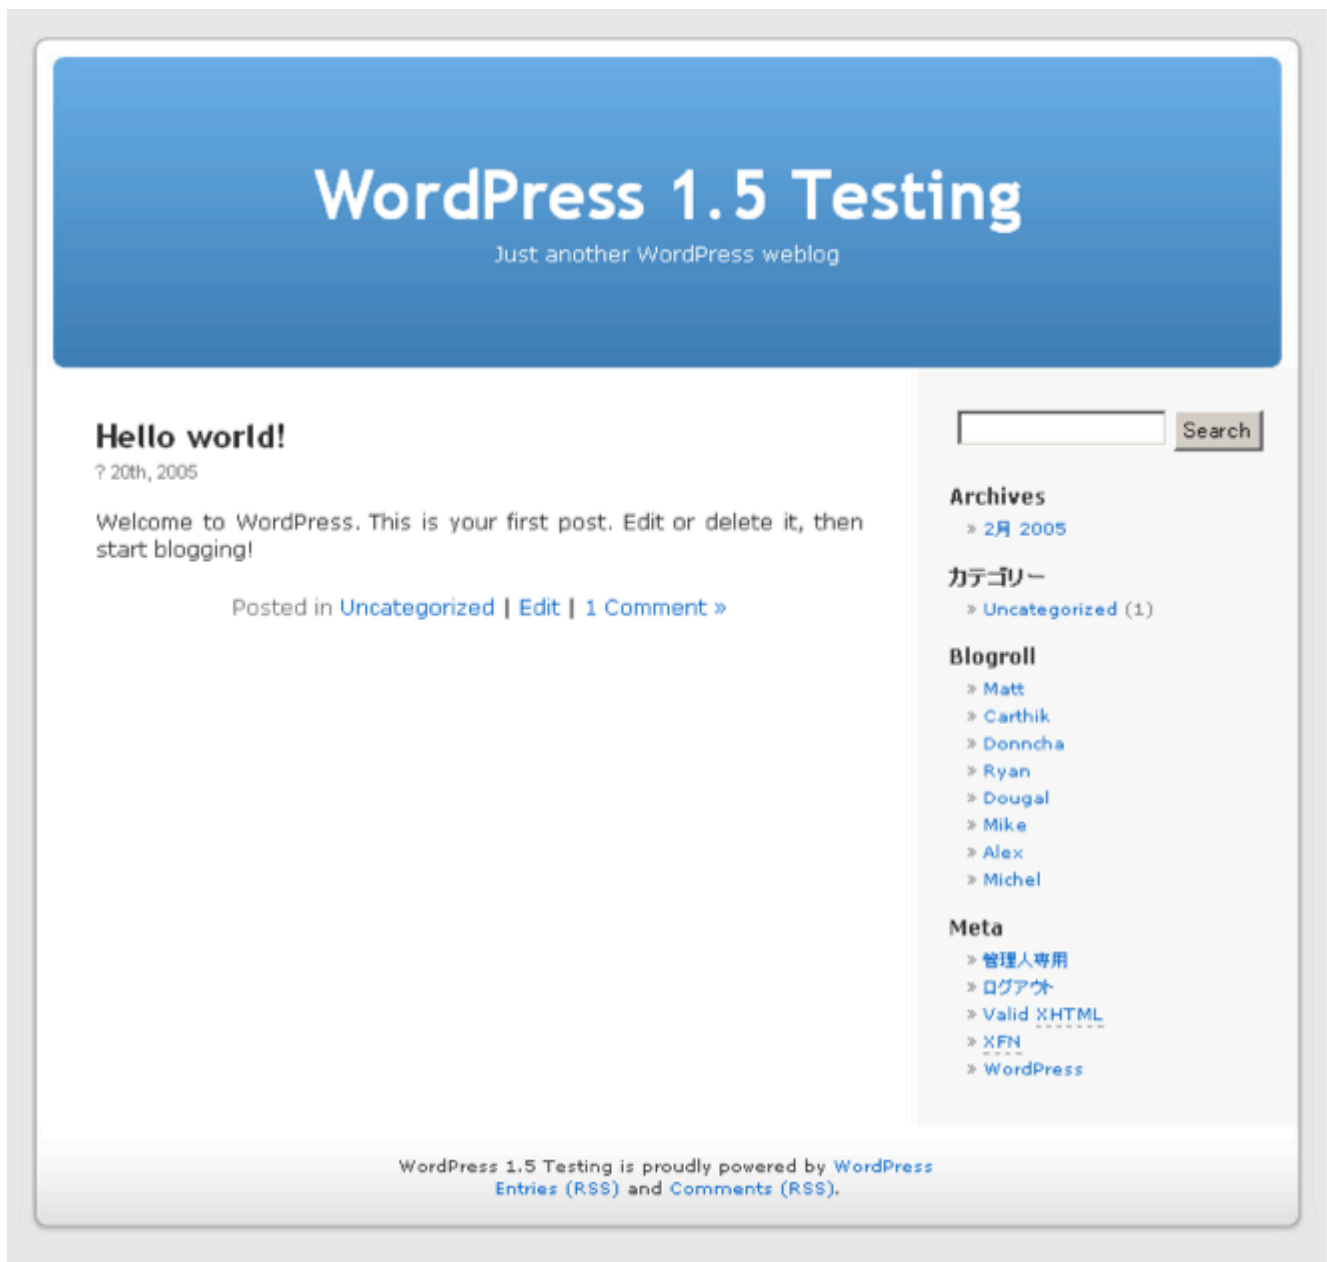 WordPress 1.5 Testing
Just another WordPress weblog
Hello world!
? 20th, 2005
Welcome to WordPress. This is your first post. Edit or delete it, then
start blogging!
Posted in Uncategorized | Edit | 1 Comment »
Search
Archives
» 2月 2005
カテゴリー
» Uncategorized (1)
Blogroll
» Matt
» Carthik
» Donncha
» Ryan
» Dougal
» Mike
» Alex
» Michel
Meta
» 管理人専用
» ログアウト
» Valid XHTML
» XFN
» WordPress
WordPress 1.5 Testing is proudly powered by WordPress
Entries (RSS) and Comments (RSS).